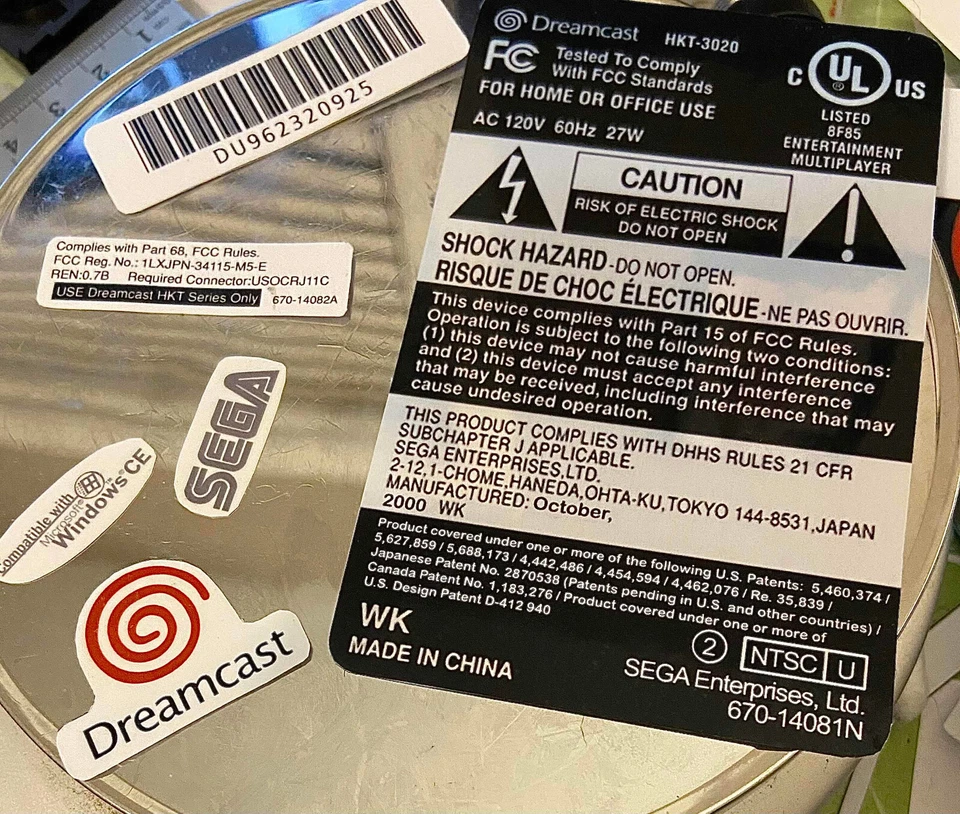 1
2
3
4
DU962320925
Complies with Part 68, FCC Rules.
FCC Reg. No.: 1LXJPN-34115-M5-E
REN:0.7B Required Connector:USOCRJ11C
USE Dreamcast HKT Series Only 670-14082A
SEGA
Compatible with
Microsoft®
Windows®CE
Dreamcast
Dreamcast HKT-3020
FC Tested To Comply
With FCC Standards
FOR HOME OR OFFICE USE
AC 120V 60Hz 27W
C UL® US
LISTED
8F85
ENTERTAINMENT
MULTIPLAYER
CAUTION
RISK OF ELECTRIC SHOCK
DO NOT OPEN
SHOCK HAZARD-DO NOT OPEN.
RISQUE DE CHOC ÉLECTRIQUE-NE PAS OUVRIR.
This device complies with Part 15 of FCC Rules.
Operation is subject to the following two conditions:
(1) this device may not cause harmful interference
and (2) this device must accept any interference
that may be received, including interference that may
cause undesired operation.
THIS PRODUCT COMPLIES WITH DHHS RULES 21 CFR
SUBCHAPTER J APPLICABLE.
SEGA ENTERPRISES,LTD.
2-12,1-CHOME,HANEDA,OHTA-KU,TOKYO 144-8531,JAPAN
MANUFACTURED: October,
2000 WK
Product covered under one or more of the following U.S. Patents: 5,460,374 /
5,627,859 / 5,688,173 / 4,442,486 / 4,454,594 / 4,462,076 / Re. 35,839 /
Japanese Patent No. 2870538 (Patents pending in U.S. and other countries) /
Canada Patent No. 1,183,276 / Product covered under one or more of
U.S. Design Patent D-412 940
WK
MADE IN CHINA
2 NTSC U
SEGA Enterprises, Ltd.
670-14081N